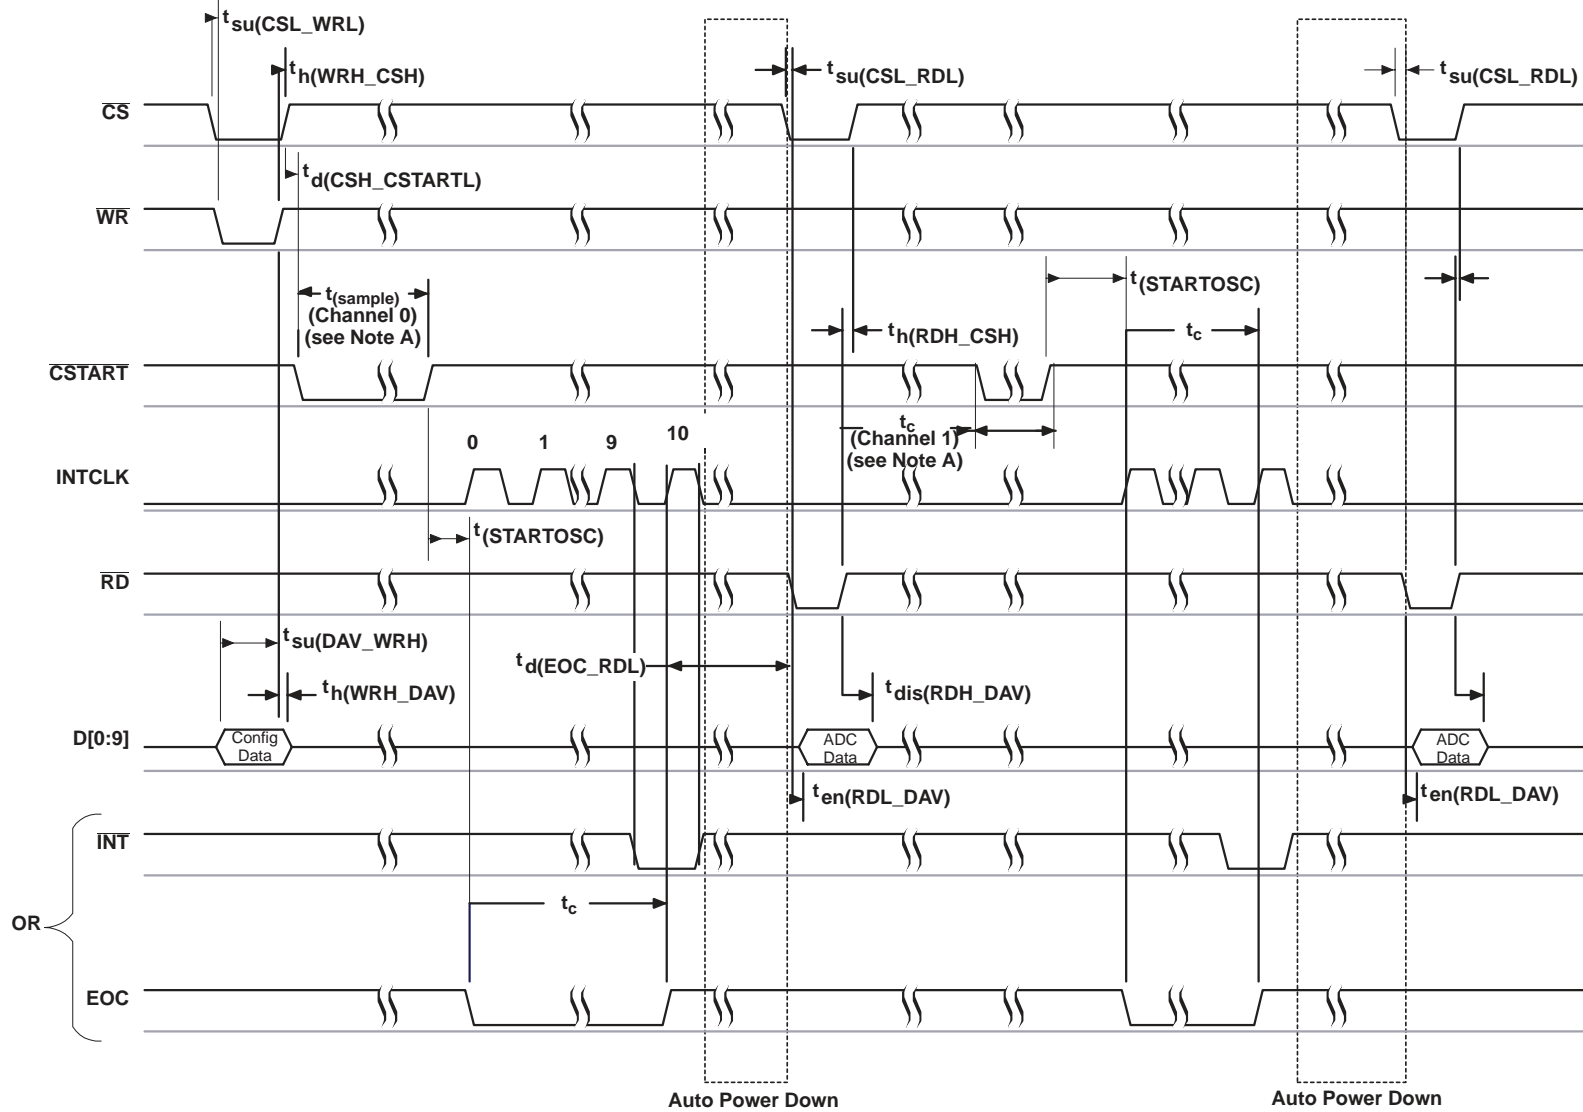 tsu(CSL_WRL)
th(WRH_CSH)
tsu(CSL_RDL)
tsu(CSL_RDL)
CS
td(CSH_CSTARTL)
WR
t(sample)
(Channel 0)
(see Note A)
t(STARTOSC)
th(RDH_CSH)
tc
CSTART
tc
(Channel 1)
(see Note A)
0 1 9 10
INTCLK
t(STARTOSC)
RD
tsu(DAV_WRH)
td(EOC_RDL)
th(WRH_DAV)
tdis(RDH_DAV)
D[0:9]
Config
Data
ADC
Data
ADC
Data
ten(RDL_DAV)
ten(RDL_DAV)
INT
tc
OR
EOC
Auto Power Down
Auto Power Down